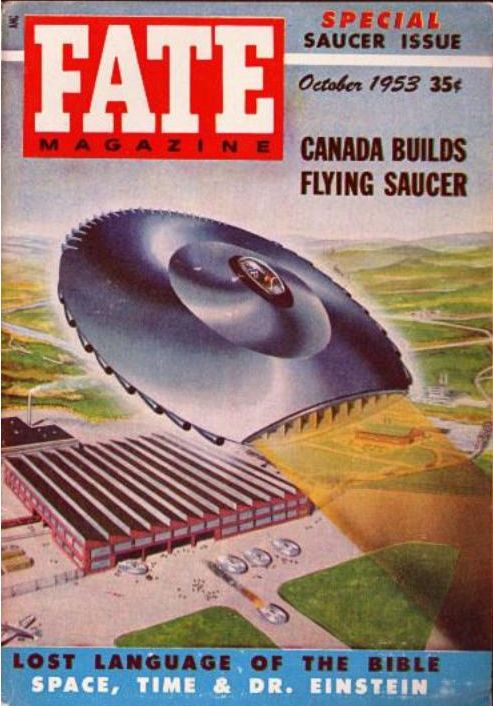 FATE
MAGAZINE
SPECIAL
SAUCER ISSUE
October 1953 35¢
CANADA BUILDS
FLYING SAUCER
LOST LANGUAGE OF THE BIBLE
SPACE, TIME & DR. EINSTEIN